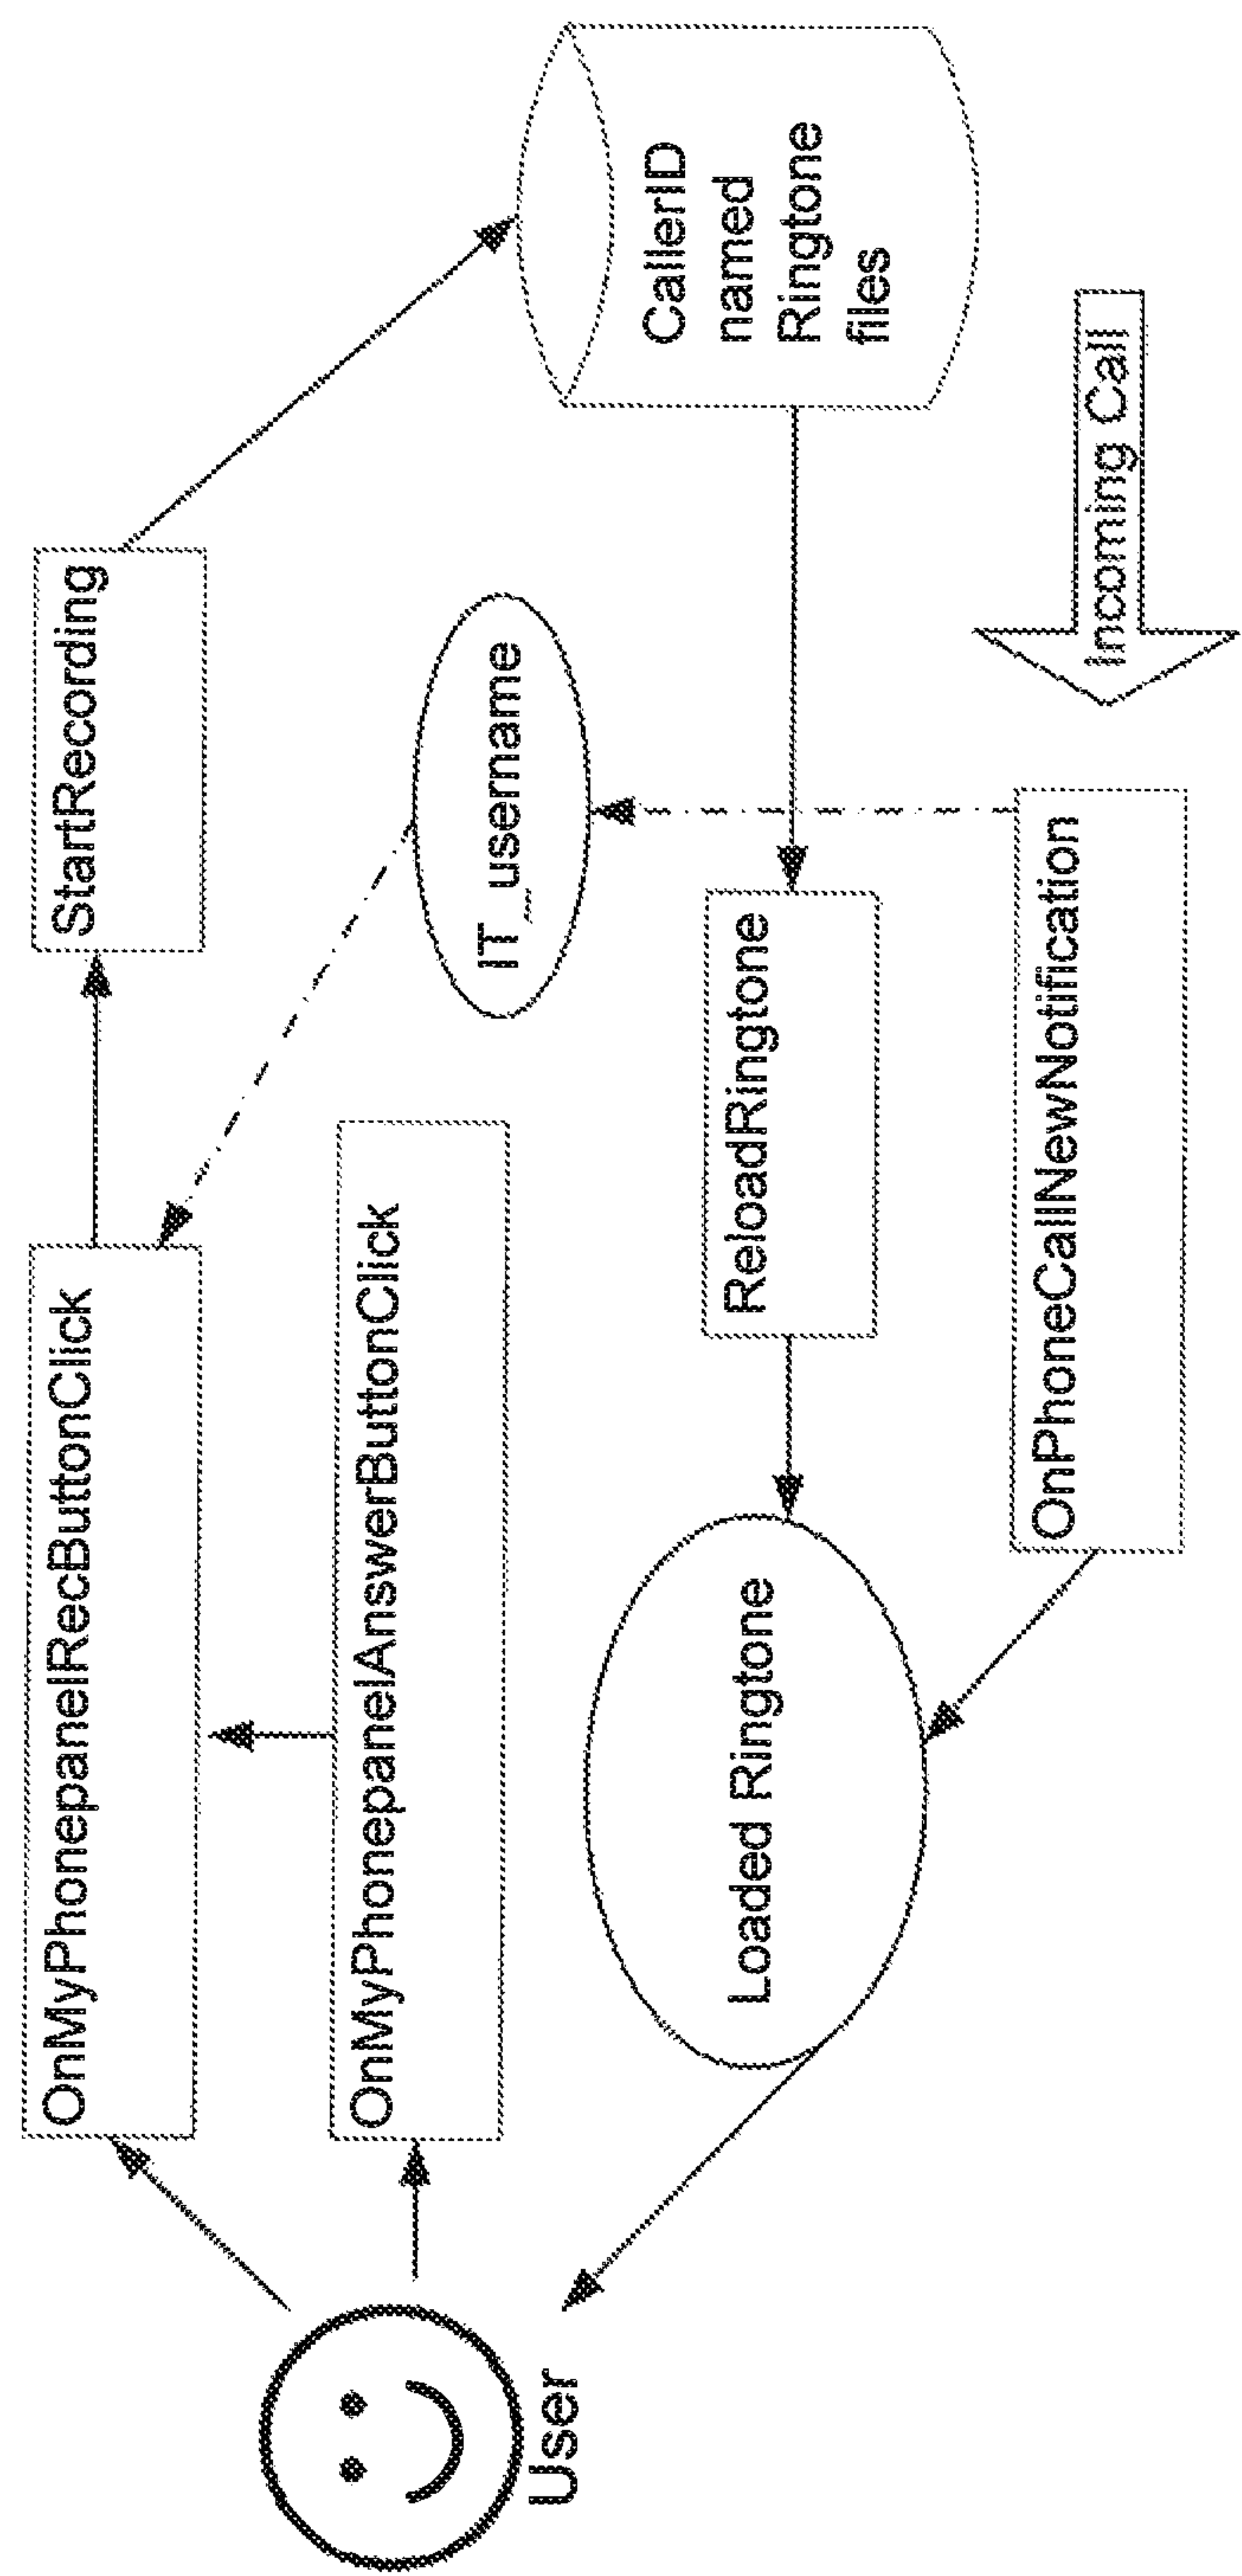 OnMyPhonepanelRecButtonClick
StartRecording
OnMyPhonepanelAnswerButtonClick
User
IT_username
CallerID
named
Ringtone
files
Loaded Ringtone
ReloadRingtone
OnPhoneCallNewNotification
Incoming Call